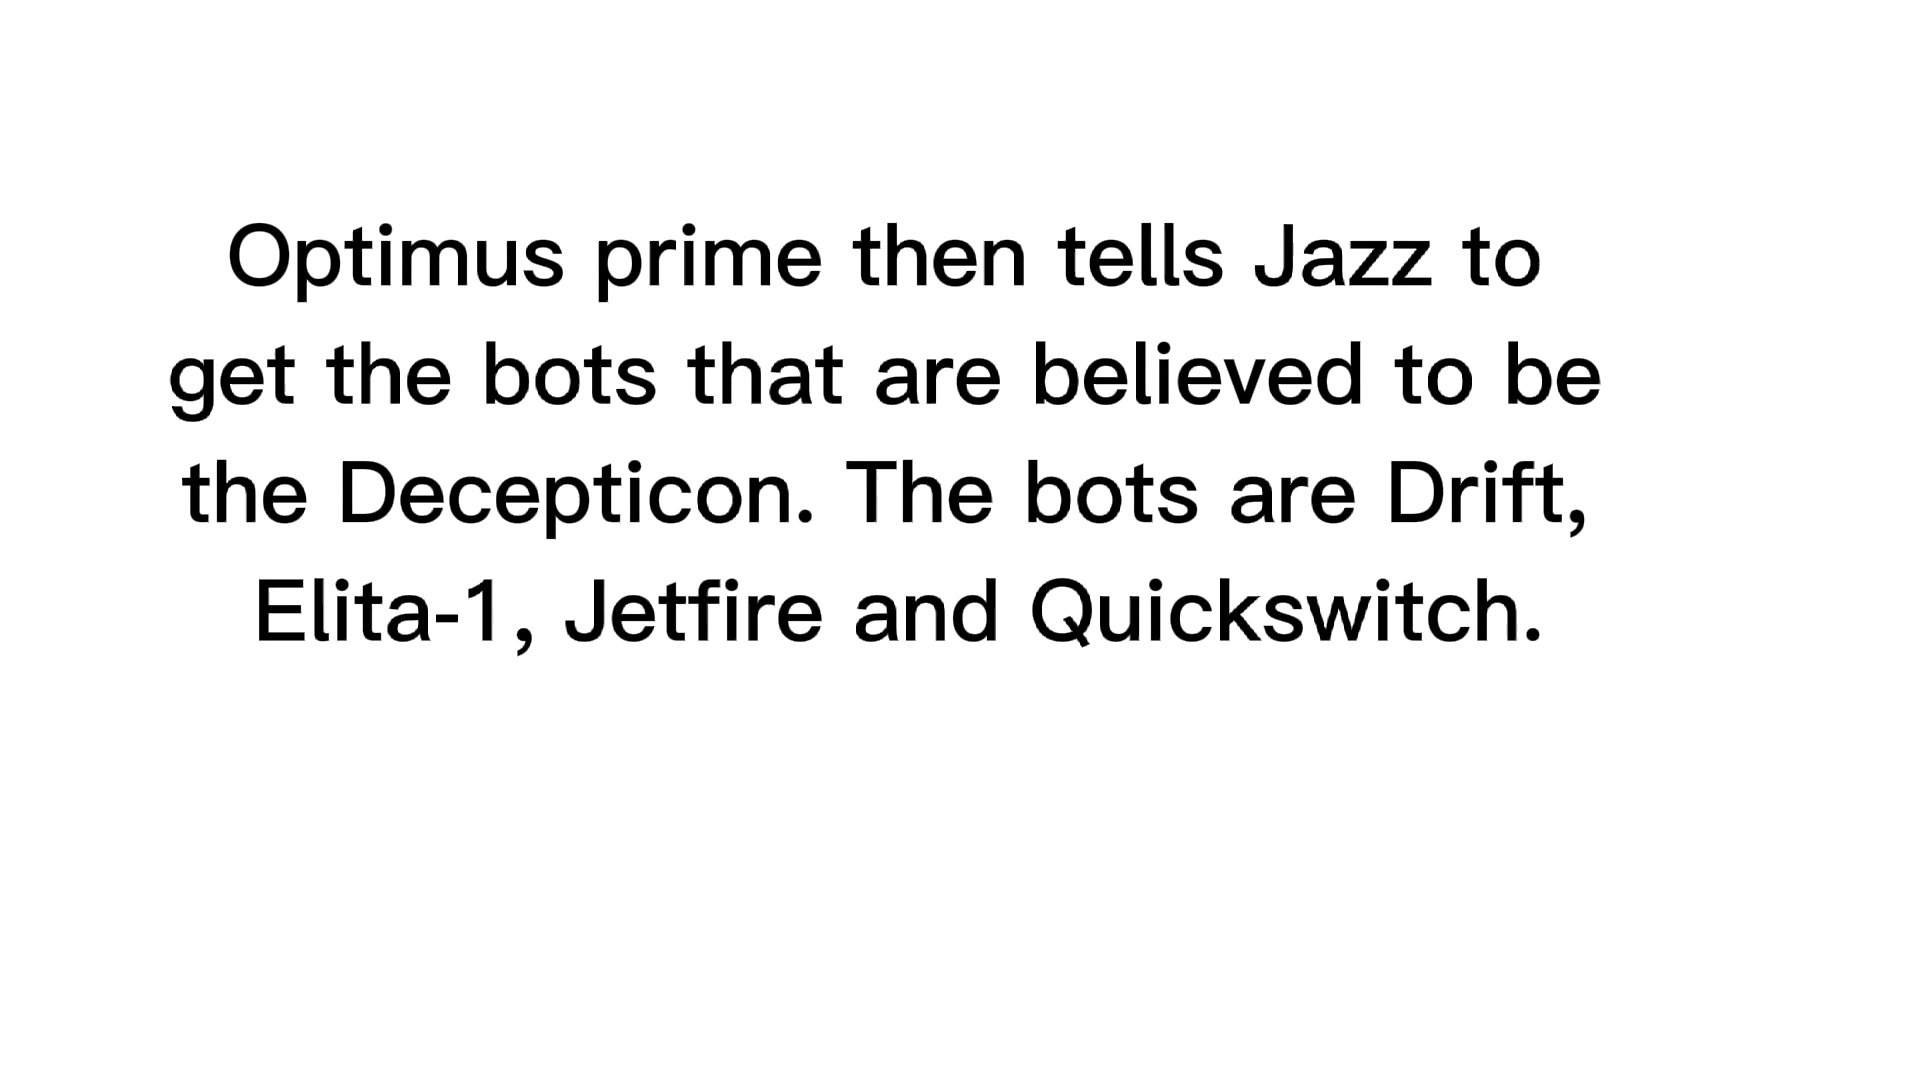 Optimus prime then tells Jazz to
get the bots that are believed to be
the Decepticon. The bots are Drift,
Elita-1, Jetfire and Quickswitch.